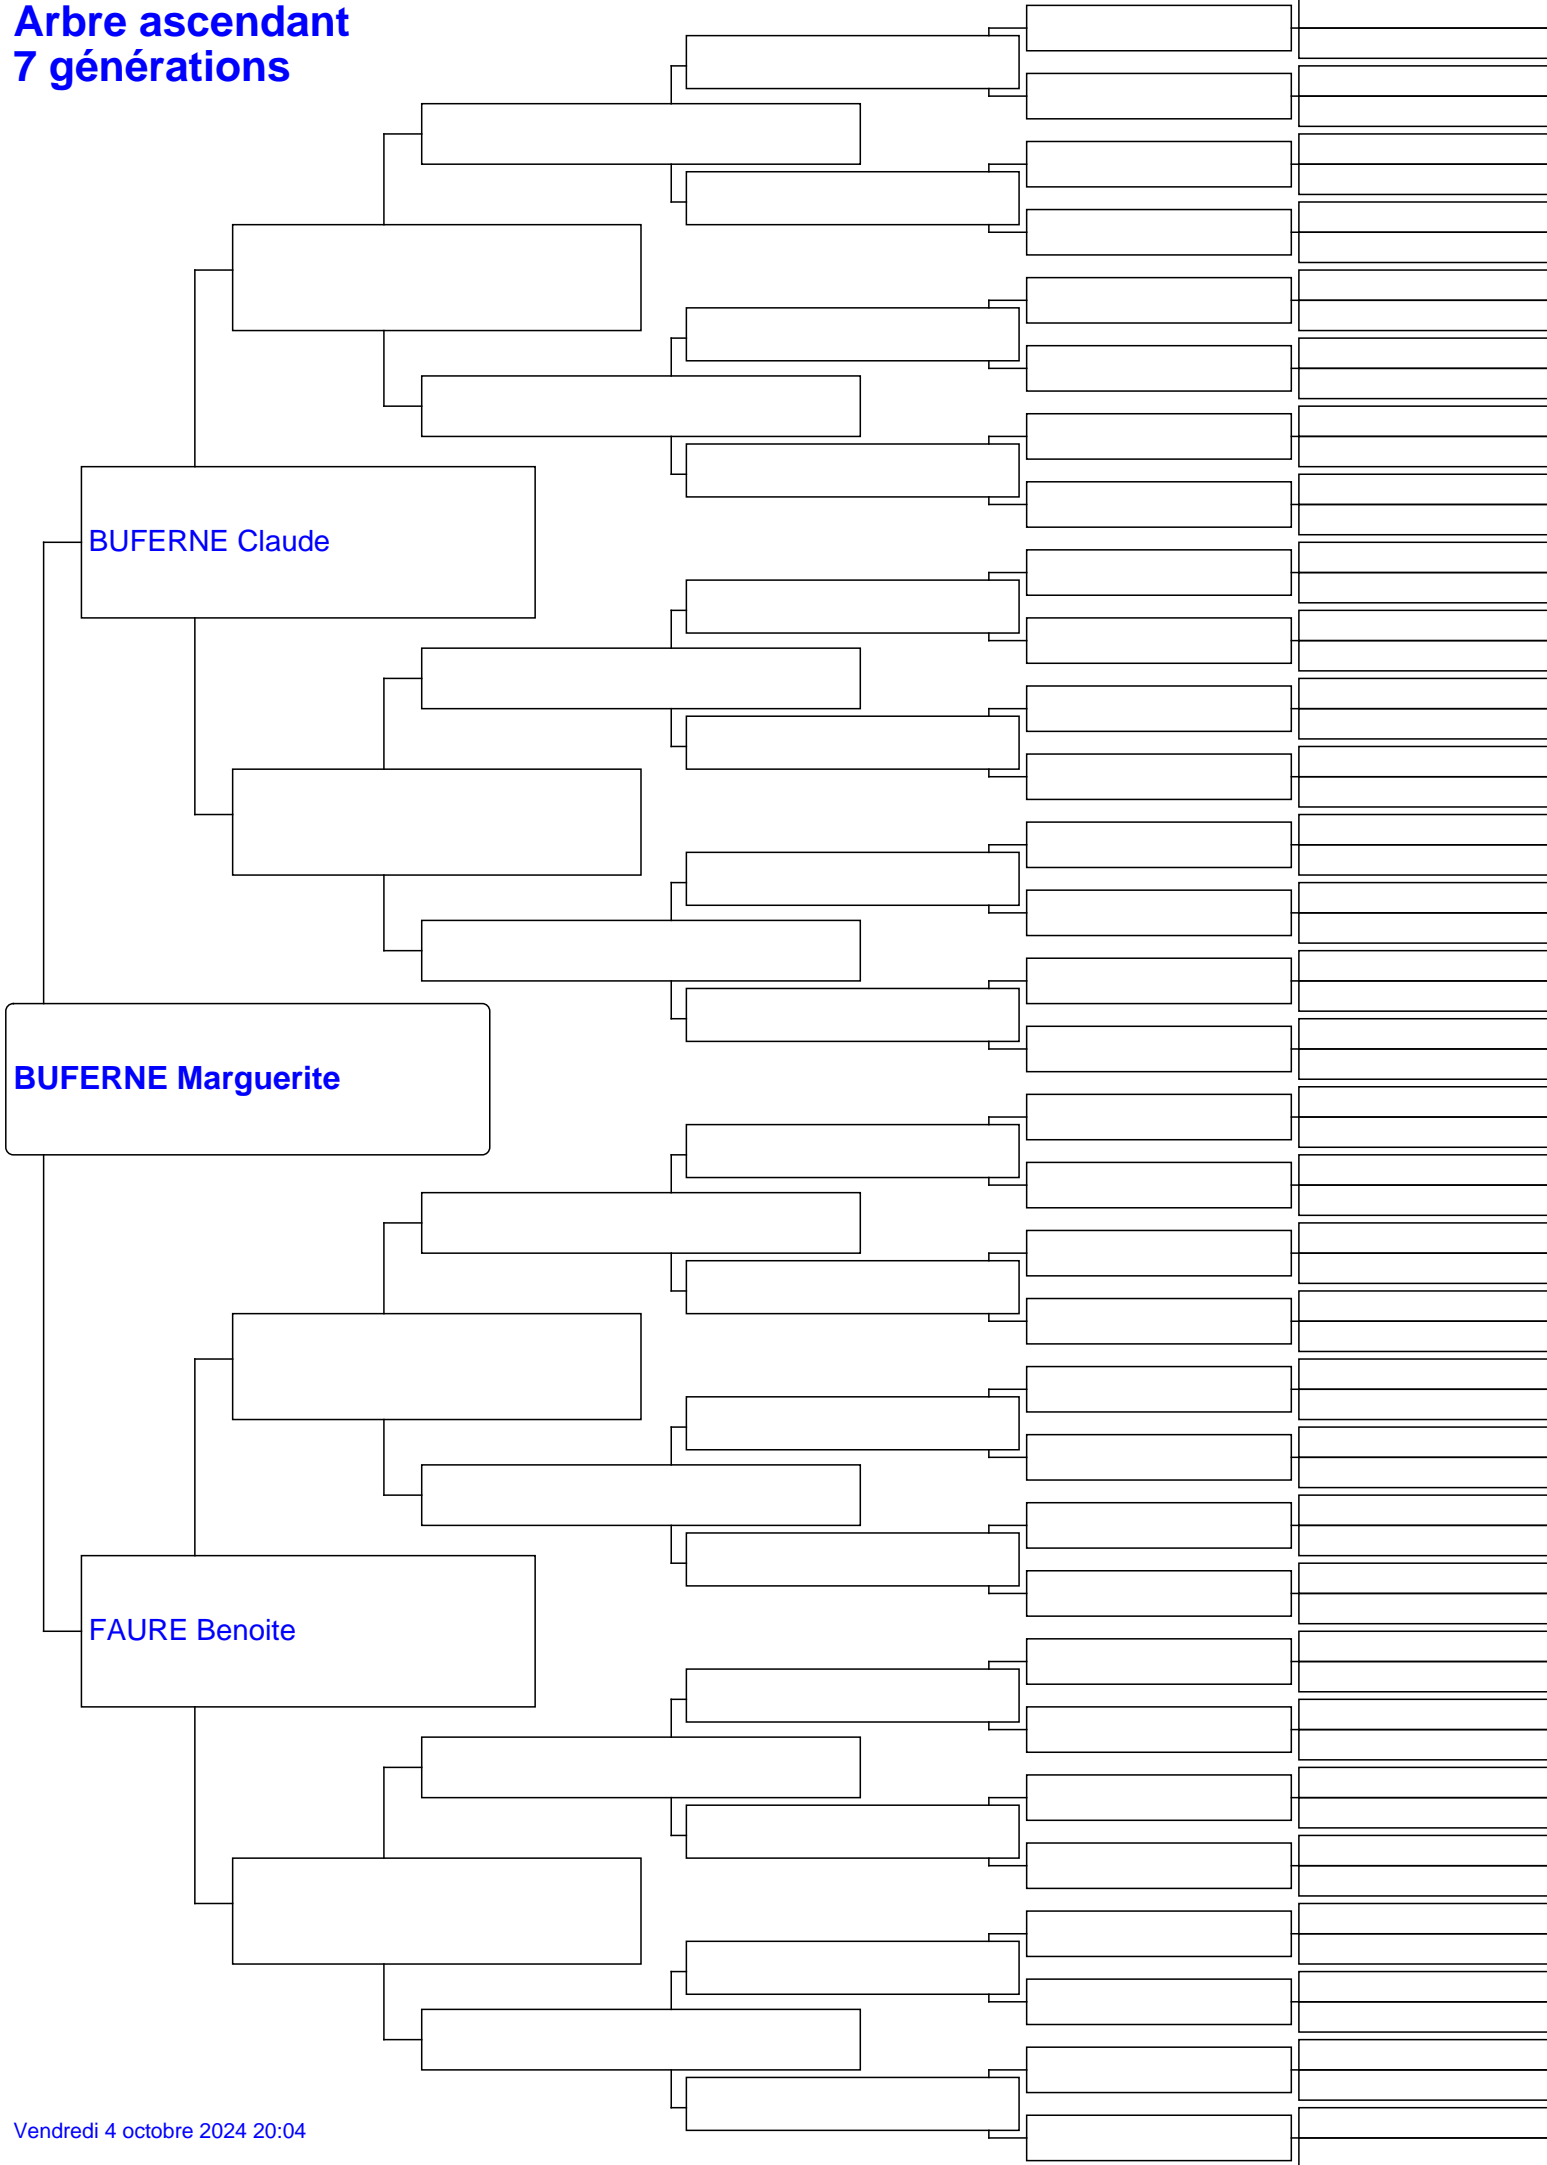 Arbre ascendant
7 générations
BUFERNE Claude
BUFERNE Marguerite
FAURE Benoite
Vendredi 4 octobre 2024 20:04